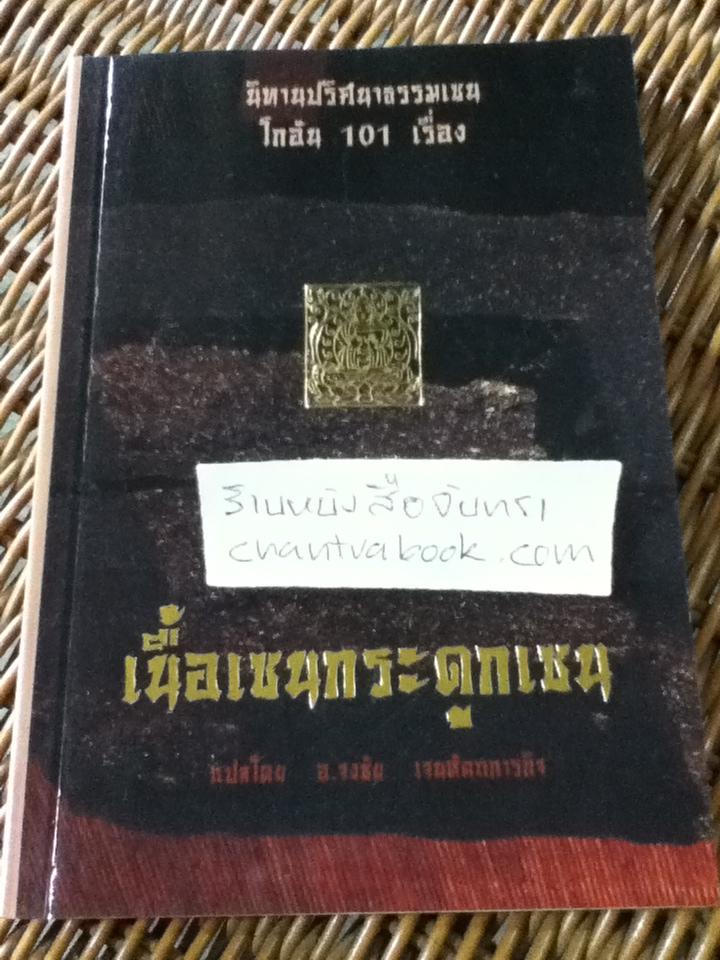 นิทานปริศนาธรรมเซน
โกอัน 101 เรื่อง
ร้านหนังสือจันทรา
chantrabook.com
เนื้อเซนกระดูกเซน
แปลโดย อ.จงชัย เจนหัตถการกิจ